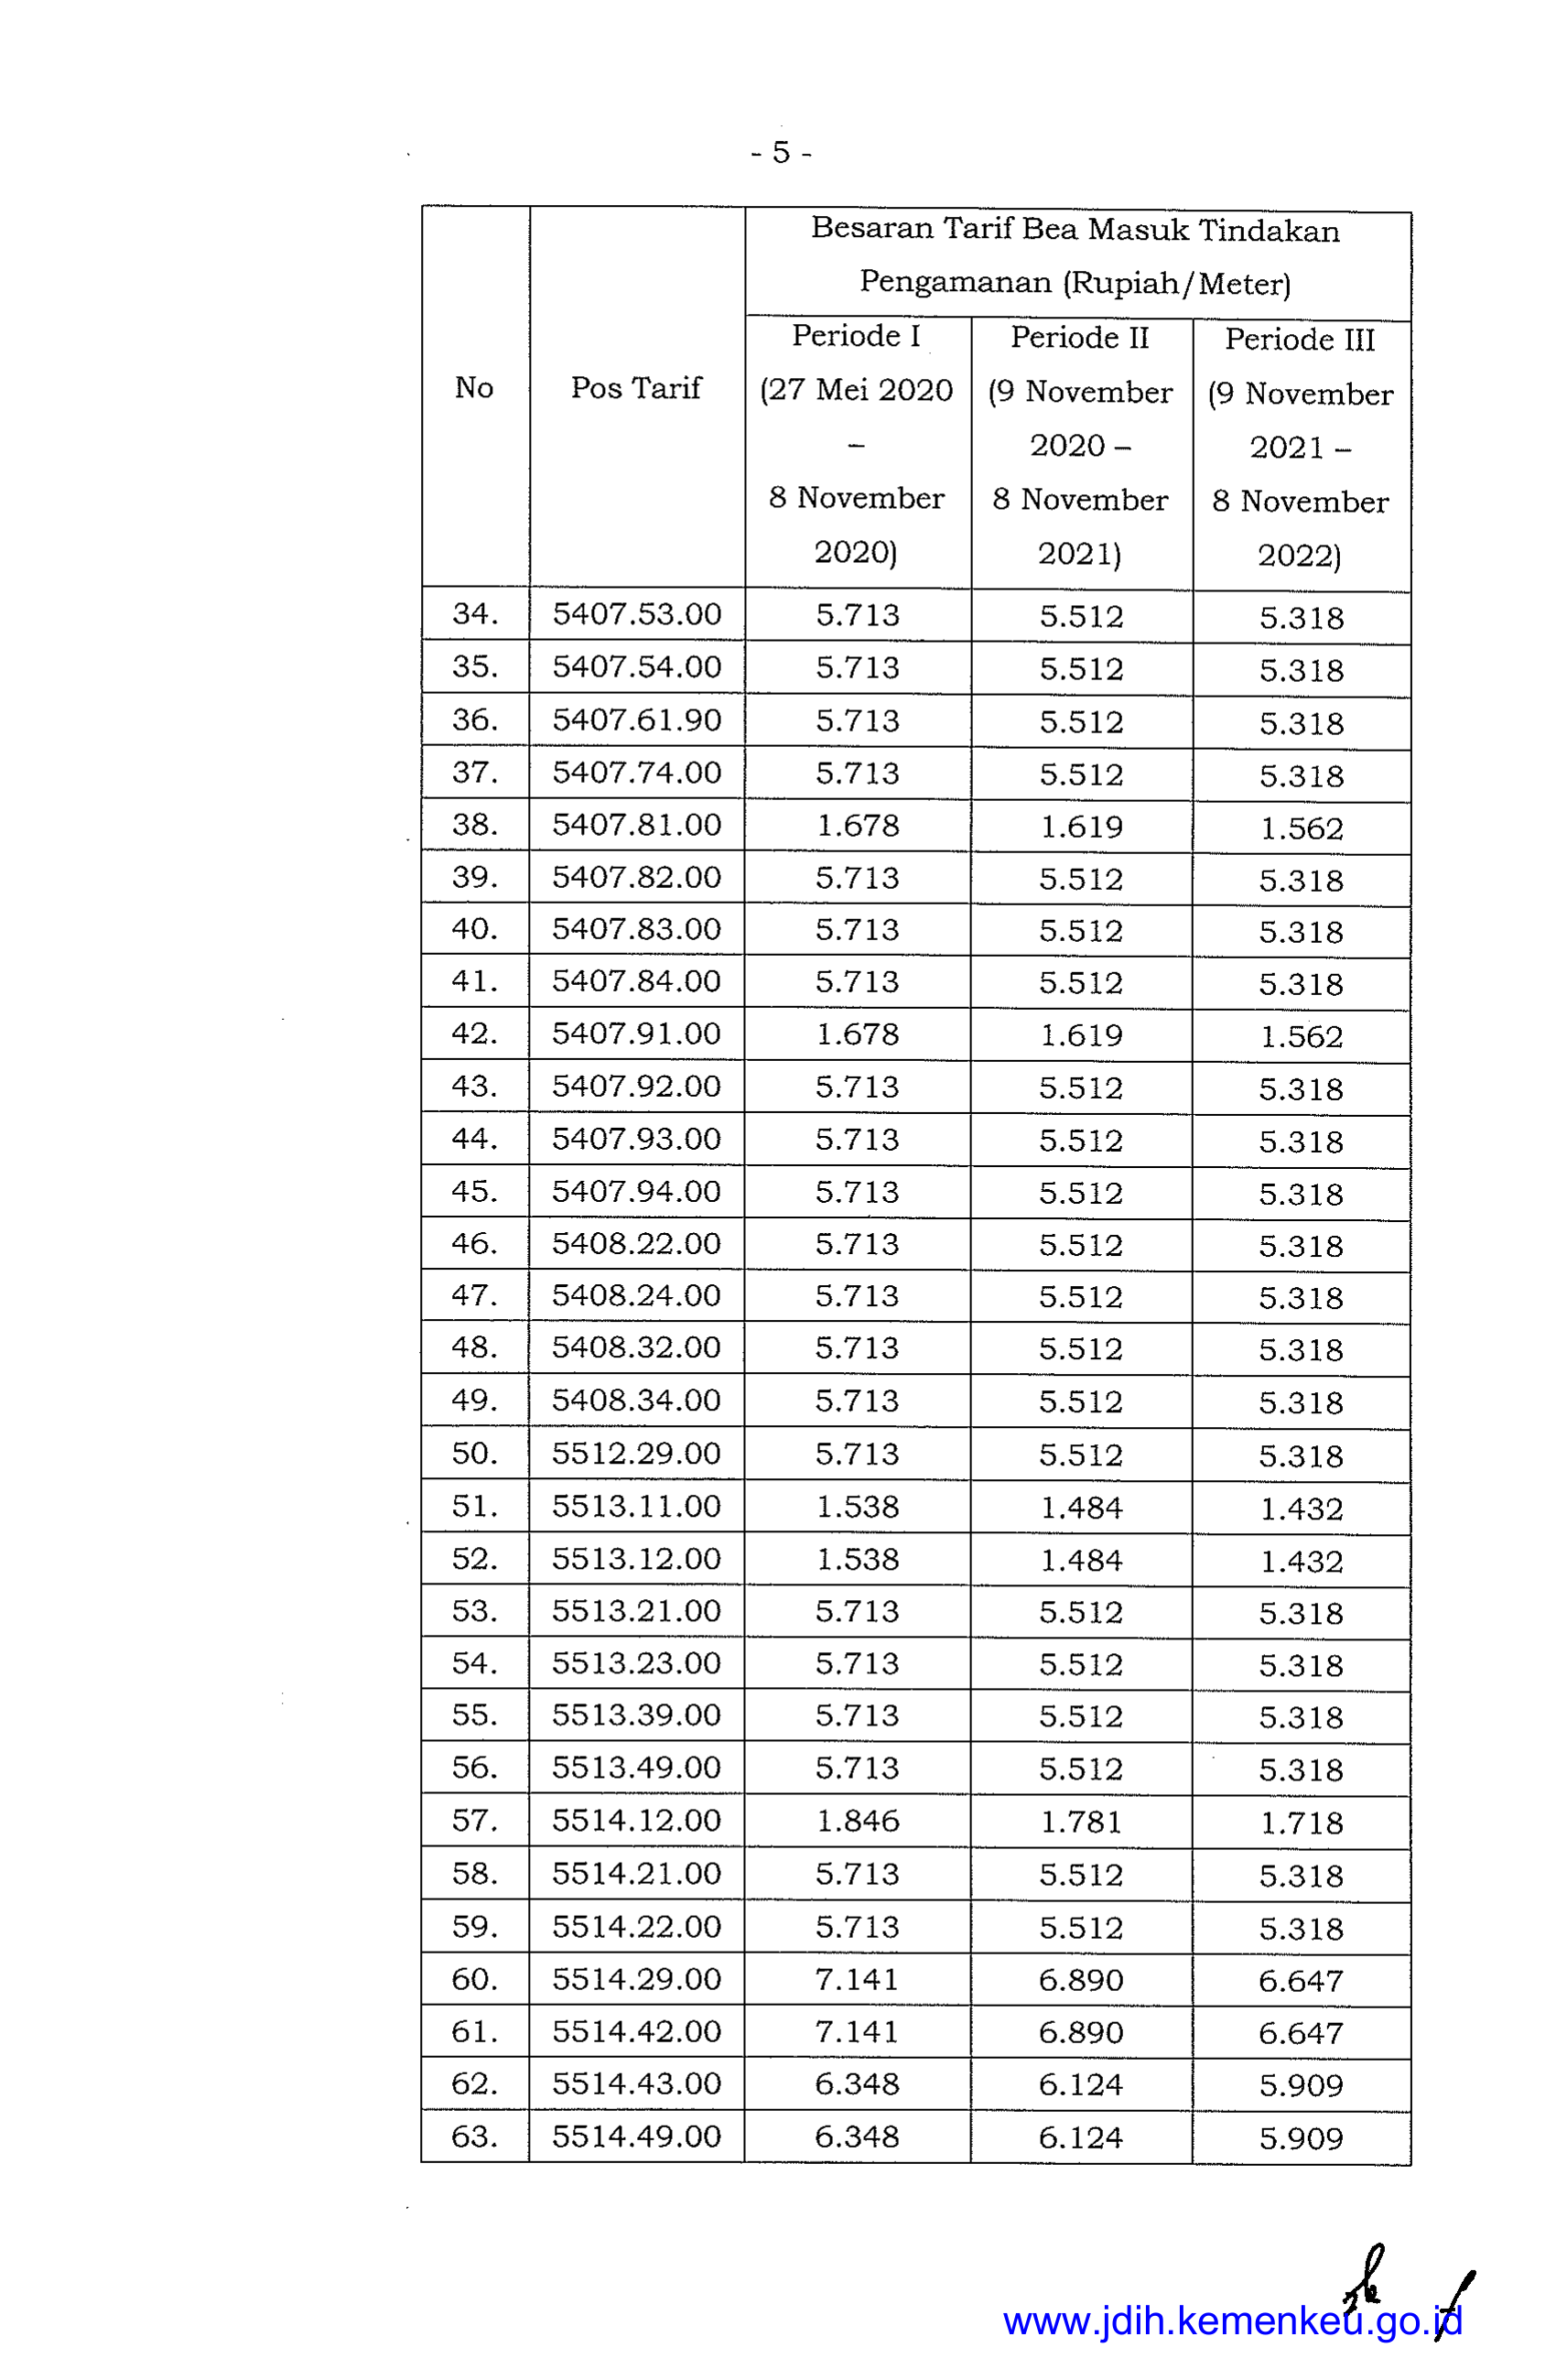 - 5 -
Besaran Tarif Bea Masuk Tindakan
Pengamanan (Rupiah/Meter)
No
Pos Tarif
Periode I
(27 Mei 2020
–
8 November
2020)
Periode II
(9 November
2020 –
8 November
2021)
Periode III
(9 November
2021 –
8 November
2022)
34. 5407.53.00 5.713 5.512 5.318
35. 5407.54.00 5.713 5.512 5.318
36. 5407.61.90 5.713 5.512 5.318
37. 5407.74.00 5.713 5.512 5.318
38. 5407.81.00 1.678 1.619 1.562
39. 5407.82.00 5.713 5.512 5.318
40. 5407.83.00 5.713 5.512 5.318
41. 5407.84.00 5.713 5.512 5.318
42. 5407.91.00 1.678 1.619 1.562
43. 5407.92.00 5.713 5.512 5.318
44. 5407.93.00 5.713 5.512 5.318
45. 5407.94.00 5.713 5.512 5.318
46. 5408.22.00 5.713 5.512 5.318
47. 5408.24.00 5.713 5.512 5.318
48. 5408.32.00 5.713 5.512 5.318
49. 5408.34.00 5.713 5.512 5.318
50. 5512.29.00 5.713 5.512 5.318
51. 5513.11.00 1.538 1.484 1.432
52. 5513.12.00 1.538 1.484 1.432
53. 5513.21.00 5.713 5.512 5.318
54. 5513.23.00 5.713 5.512 5.318
55. 5513.39.00 5.713 5.512 5.318
56. 5513.49.00 5.713 5.512 5.318
57. 5514.12.00 1.846 1.781 1.718
58. 5514.21.00 5.713 5.512 5.318
59. 5514.22.00 5.713 5.512 5.318
60. 5514.29.00 7.141 6.890 6.647
61. 5514.42.00 7.141 6.890 6.647
62. 5514.43.00 6.348 6.124 5.909
63. 5514.49.00 6.348 6.124 5.909
www.jdih.kemenkeu.go.id